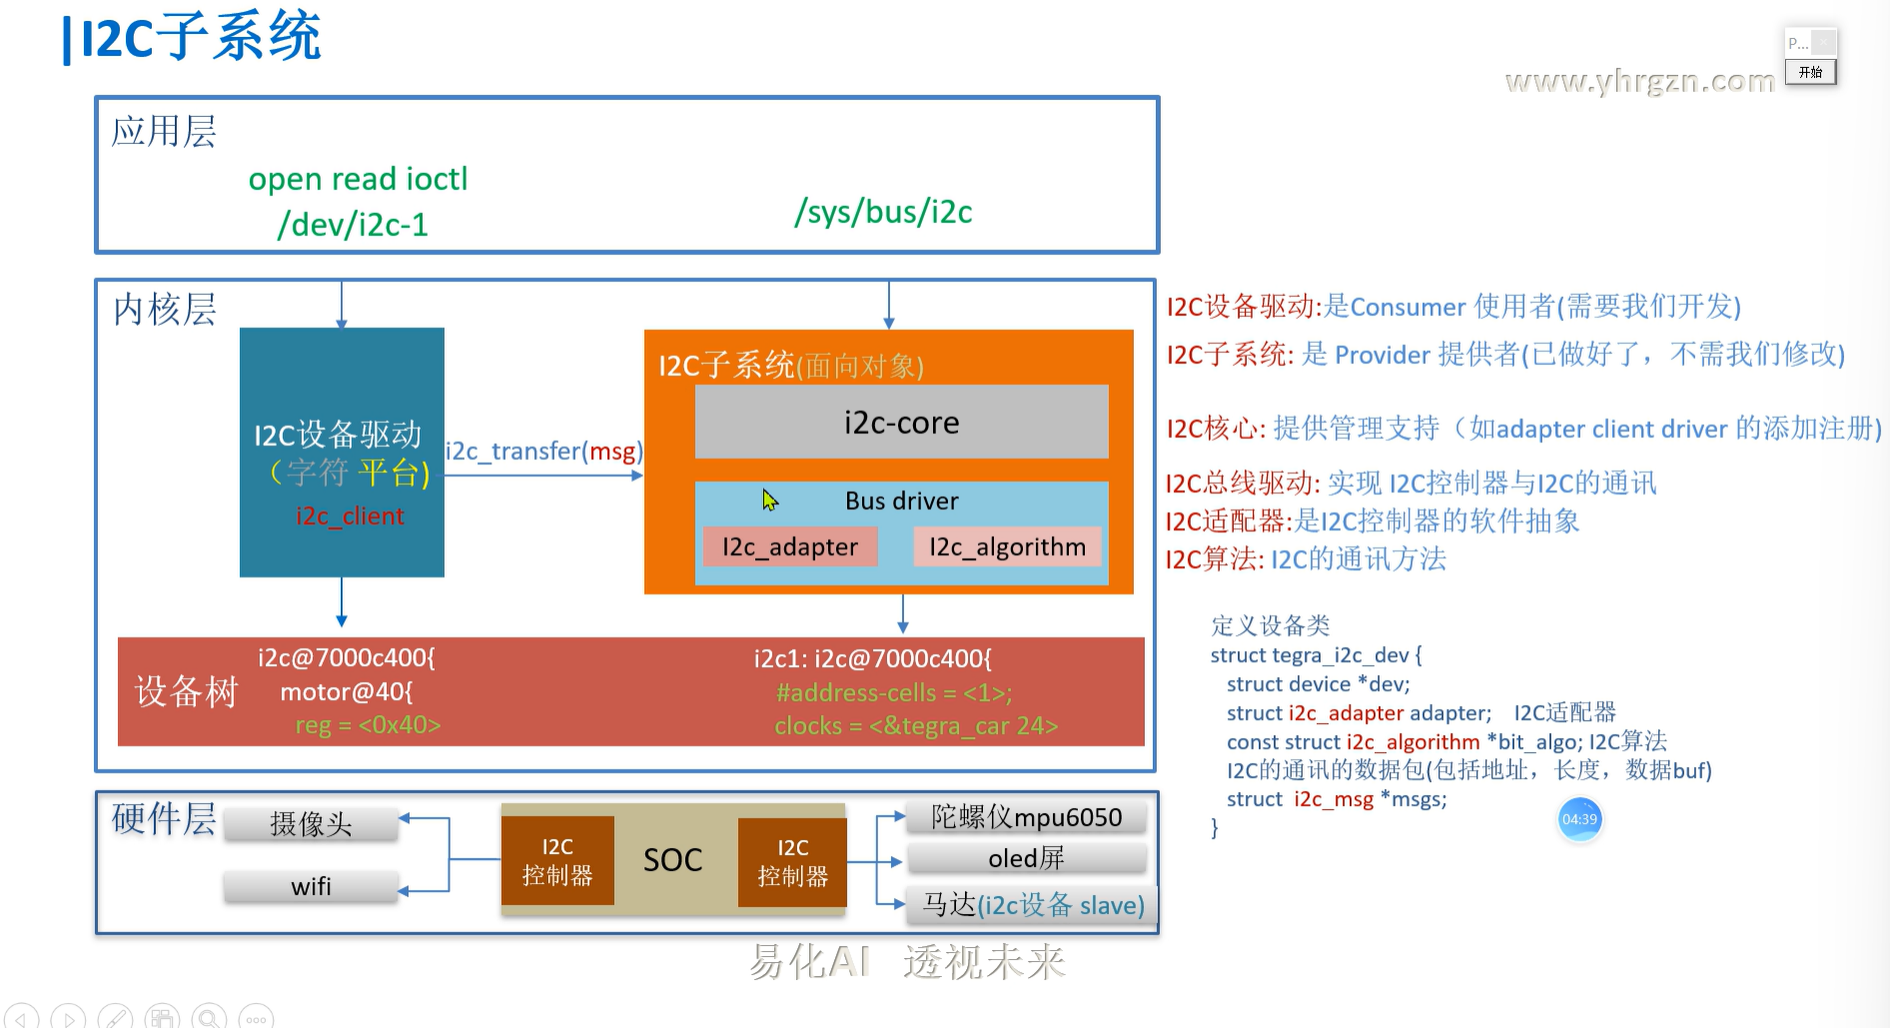 |I2C子系统
www.yhrgzn.com
P...
开始
应用层
open read ioctl
/dev/i2c-1
/sys/bus/i2c
内核层
I2C设备驱动
（字符 平台)
i2c_client
i2c_transfer(msg)
I2C子系统(面向对象)
i2c-core
Bus driver
I2c_adapter
I2c_algorithm
设备树
i2c@7000c400{
motor@40{
reg = <0x40>
i2c1: i2c@7000c400{
#address-cells = <1>;
clocks = <&tegra_car 24>
I2C设备驱动:是Consumer 使用者(需要我们开发)
I2C子系统: 是 Provider 提供者(已做好了，不需我们修改)
I2C核心: 提供管理支持（如adapter client driver 的添加注册)
I2C总线驱动: 实现 I2C控制器与I2C的通讯
I2C适配器:是I2C控制器的软件抽象
I2C算法: I2C的通讯方法
定义设备类
struct tegra_i2c_dev {
struct device *dev;
struct i2c_adapter adapter; I2C适配器
const struct i2c_algorithm *bit_algo; I2C算法
I2C的通讯的数据包(包括地址，长度，数据buf)
struct i2c_msg *msgs;
}
04:39
硬件层
摄像头
wifi
I2C
控制器
SOC
I2C
控制器
陀螺仪mpu6050
oled屏
马达(i2c设备 slave)
易化AI 透视未来